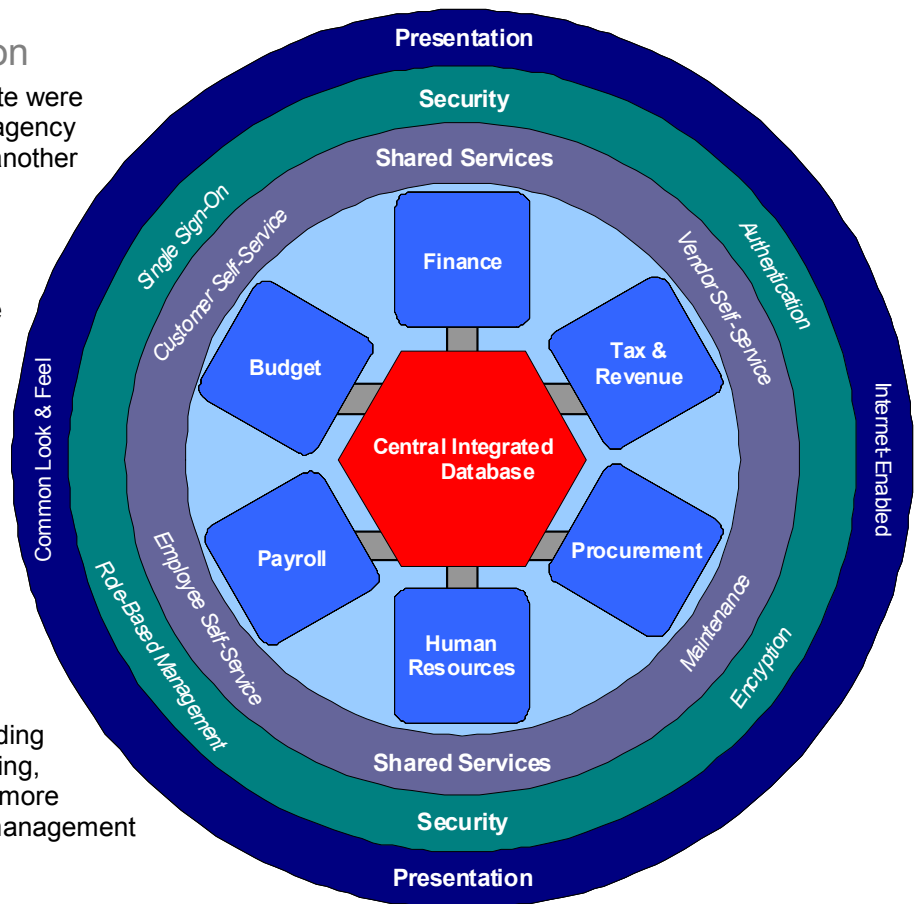 on
te were
agency
another
e
ding
ing,
more
management
Presentation
Security
Shared Services
Single Sign-On
Customer Self-Service
Vendor Self-service
Authentication
Finance
Budget
Tax &
Revenue
Common Look & Feel
Internet-Enabled
Central Integrated
Database
Payroll
Procurement
Human
Resources
Employee Self-Service
Role-Based Management
Maintenance
Encryption
Shared Services
Security
Presentation